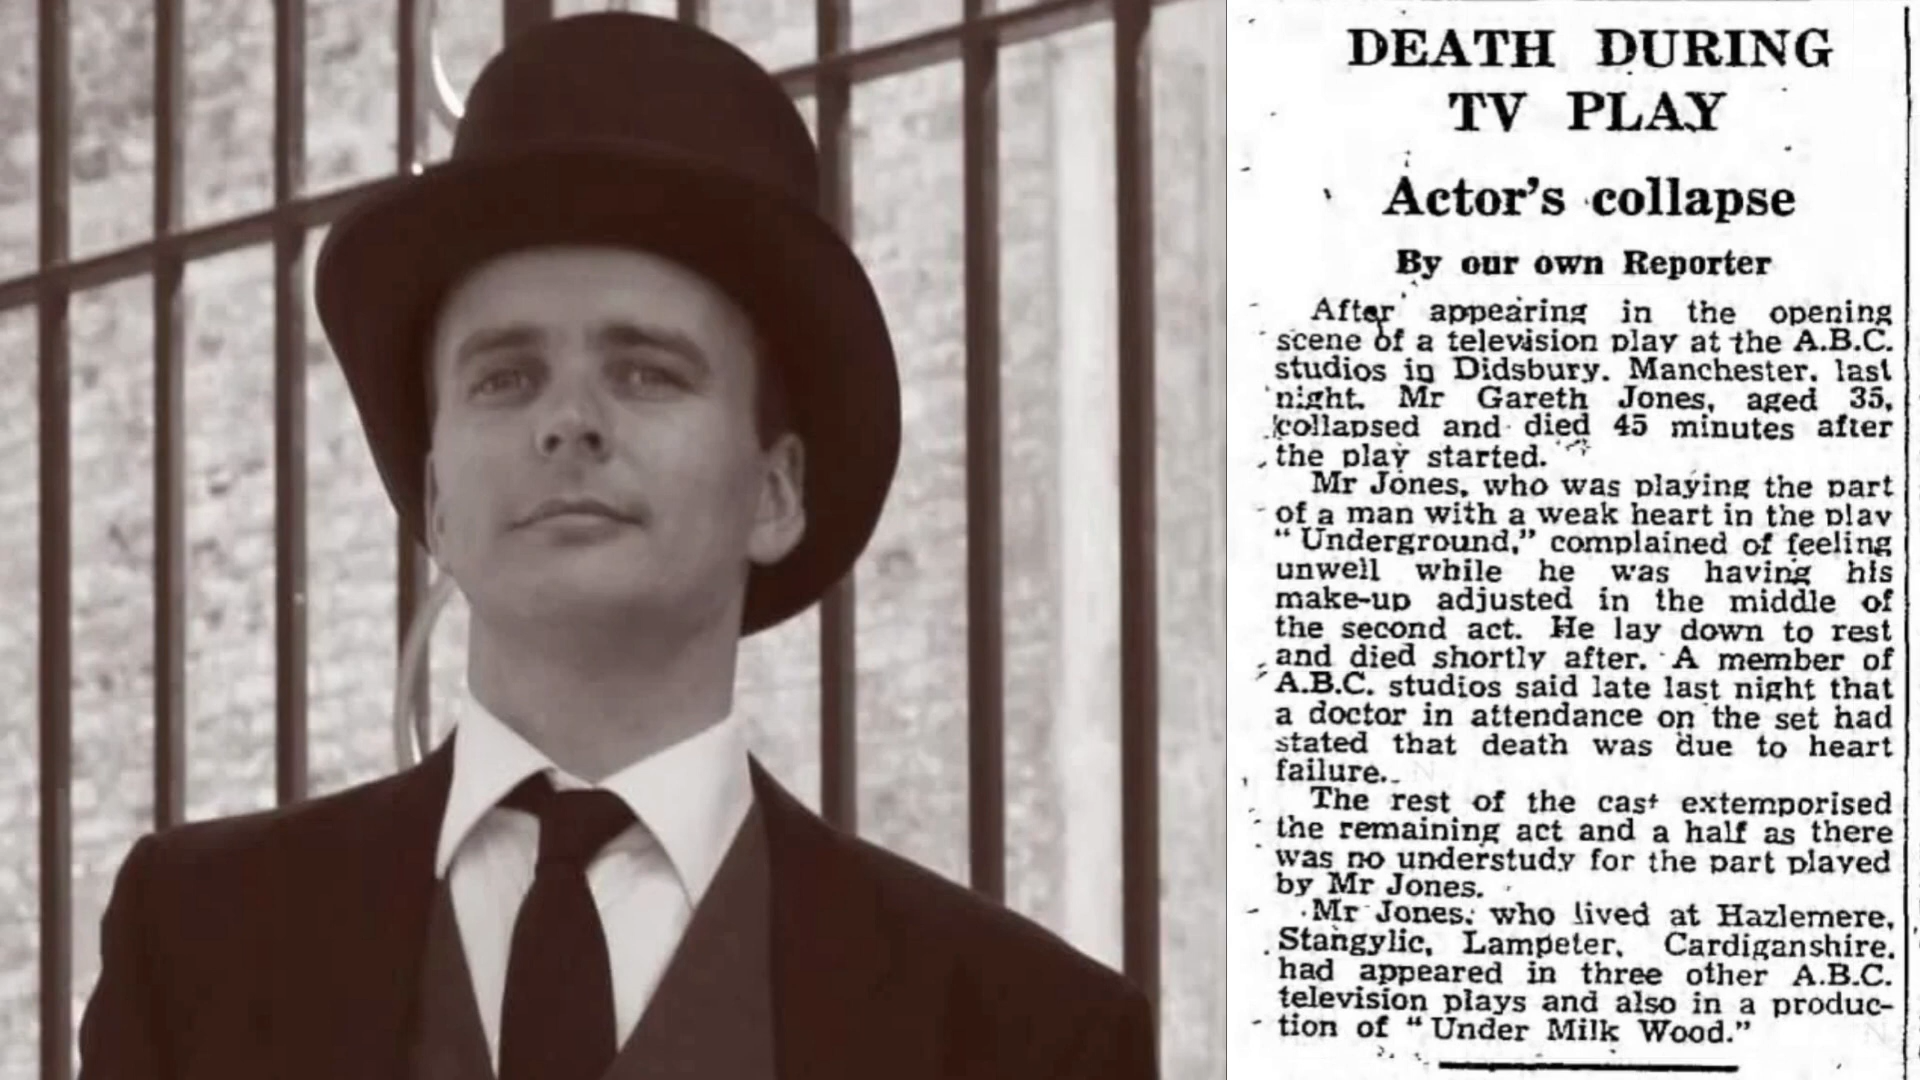 DEATH DURING
TV PLAY
Actor's collapse
By our own Reporter
After appearing in the opening
scene of a television play at the A.B.C.
studios in Didsbury. Manchester. last
night. Mr Gareth Jones, aged 35,
collapsed and died 45 minutes after
the play started.
Mr Jones, who was playing the part
of a man with a weak heart in the play
" Underground," complained of feeling
unwell while he was having his
make-up adjusted in the middle of
the second act. He lay down to rest
and died shortly after. A member of
A.B.C. studios said late last night that
a doctor in attendance on the set had
stated that death was due to heart
failure.
The rest of the cast extemporised
the remaining act and a half as there
was no understudy for the part played
by Mr Jones.
Mr Jones, who lived at Hazlemere,
Stangylic, Lampeter, Cardiganshire,
had appeared in three other A.B.C.
television plays and also in a produc-
tion of "Under Milk Wood."